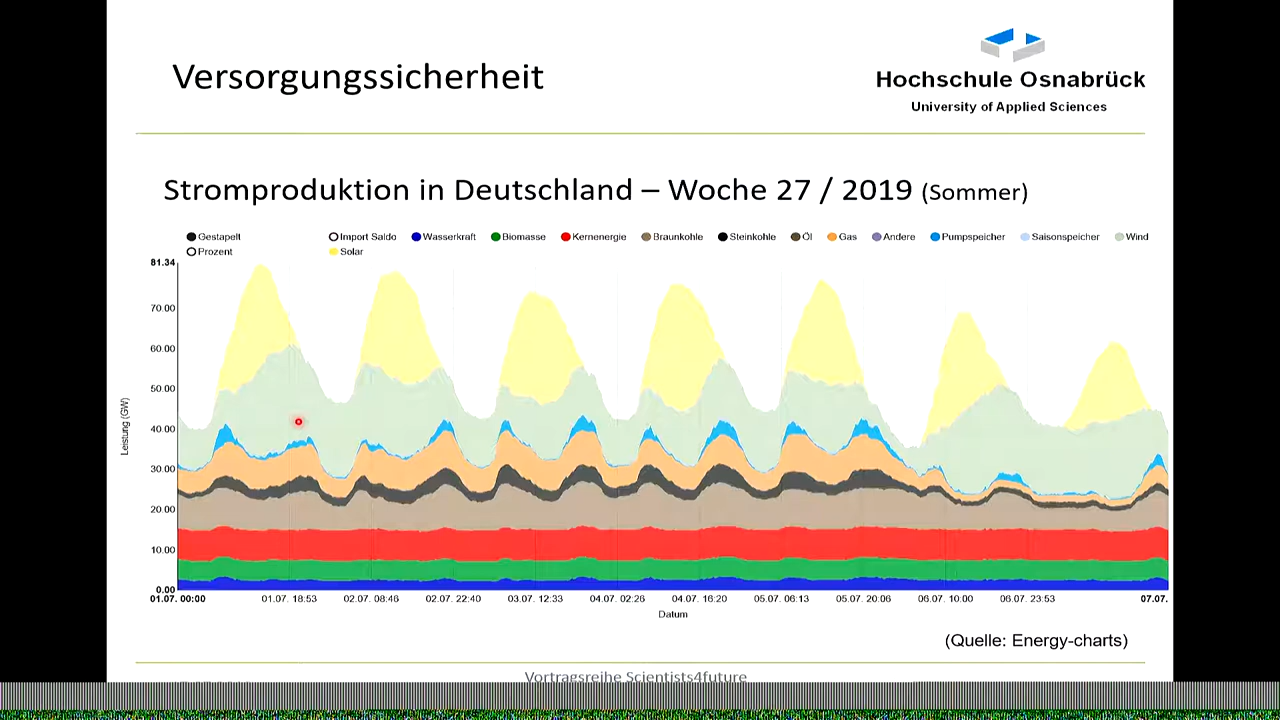 Versorgungssicherheit
Hochschule Osnabrück
University of Applied Sciences
Stromproduktion in Deutschland – Woche 27 / 2019 (Sommer)
Gestapelt Import Saldo Wasserkraft Biomasse Kernenergie Braunkohle Steinkohle Öl Gas Andere Pumpspeicher Saisonspeicher Wind
Prozent Solar
81.34
70.00
60.00
50.00
40.00
30.00
20.00
10.00
0.00
Leistung (GW)
01.07. 00:00 01.07. 18:53 02.07. 08:46 02.07. 22:40 03.07. 12:33 04.07. 02:26 04.07. 16:20 05.07. 06:13 05.07. 20:06 06.07. 10:00 06.07. 23:53 07.07.
Datum
(Quelle: Energy-charts)
Vortragsreihe Scientists4future